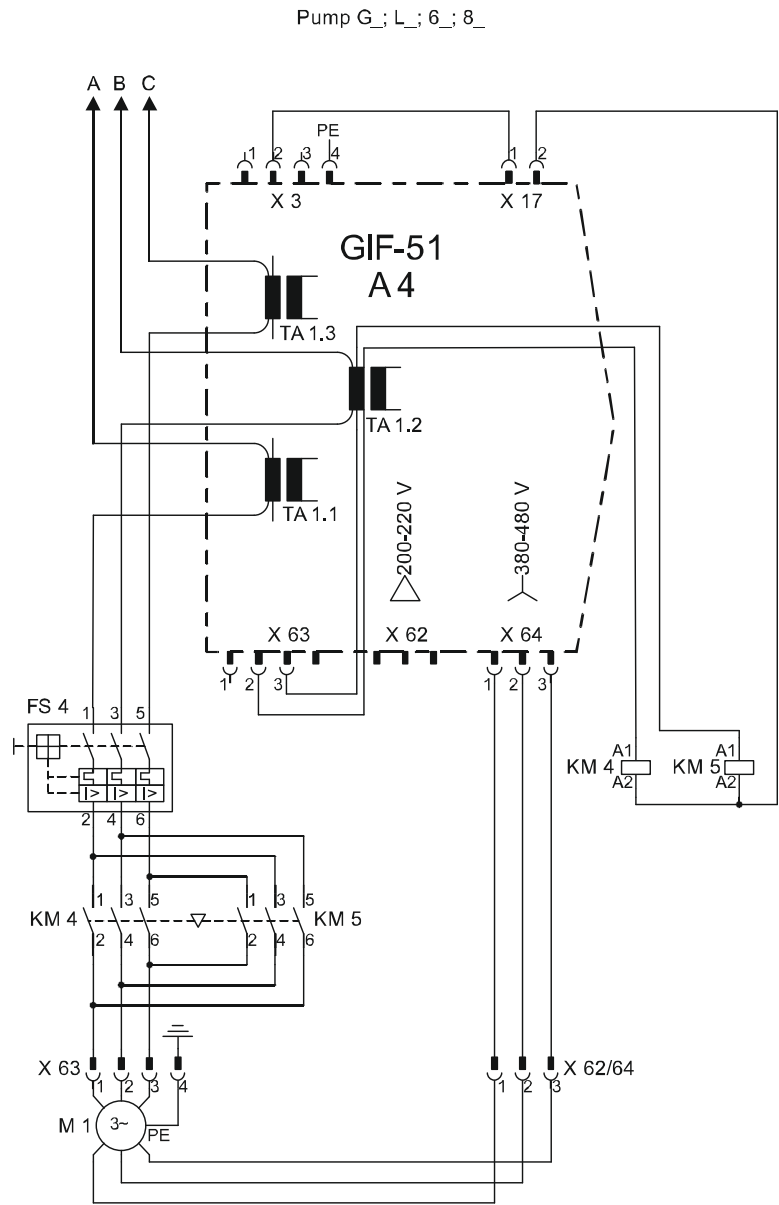 Pump G_; L_; 6_; 8_
A B C
PE
1 2 3 4 1 2
X 3 X 17
GIF-51
A 4
TA 1.3
TA 1.2
TA 1.1
200-220 V 380-480 V
X 63 X 62 X 64
1 2 3 1 2 3
FS 4
1 3 5
I> I> I>
2 4 6
KM 4 A1 A2 KM 5 A1 A2
KM 4 1 3 5 1 3 5 KM 5
2 4 6 2 4 6
X 63 1 2 3 4 1 2 3 X 62/64
M 1 3~ PE